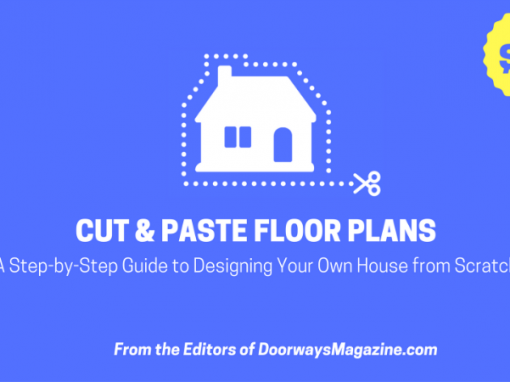 CUT & PASTE FLOOR PLANS
A Step-by-Step Guide to Designing Your Own House from Scratch
From the Editors of DoorwaysMagazine.com